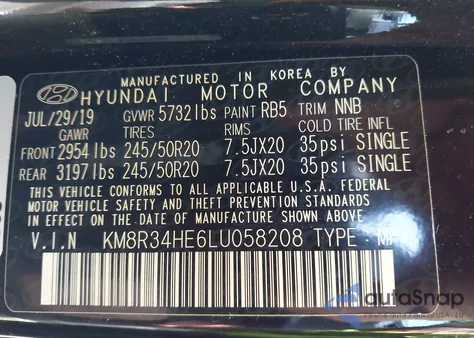 MANUFACTURED IN KOREA BY
HYUNDAI MOTOR COMPANY
JUL/29/19 GVWR 5732lbs PAINT RB5 TRIM NNB
GAWR TIRES RIMS COLD TIRE INFL
FRONT 2954lbs 245/50R20 7.5JX20 35psi SINGLE
REAR 3197lbs 245/50R20 7.5JX20 35psi SINGLE
THIS VEHICLE CONFORMS TO ALL APPLICABLE U.S.A. FEDERAL
MOTOR VEHICLE SAFETY AND THEFT PREVENTION STANDARDS
IN EFFECT ON THE DATE OF MANUFACTURE SHOWN ABOVE.
V.I.N KM8R34HE6LU058208 TYPE :
autoSnap